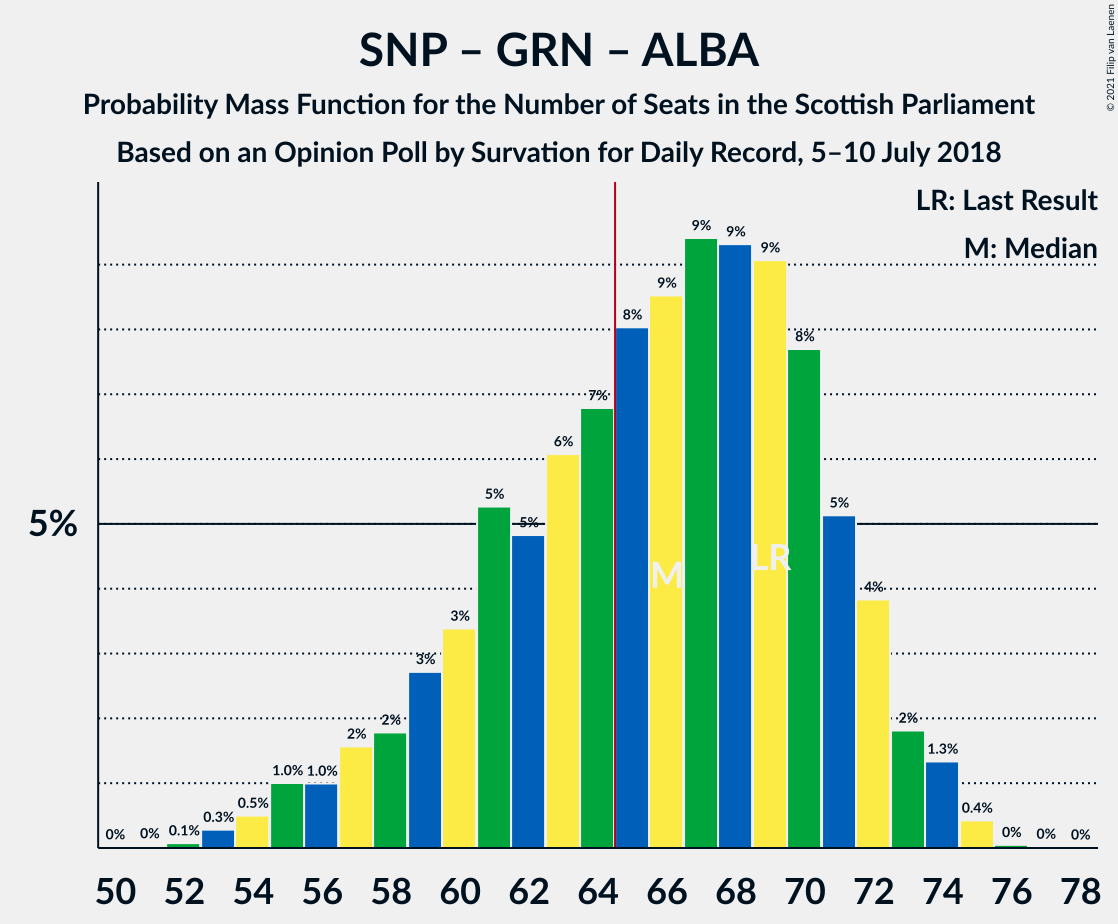 © 2021 Filip van Laenen
SNP – GRN – ALBA
Probability Mass Function for the Number of Seats in the Scottish Parliament
Based on an Opinion Poll by Survation for Daily Record, 5–10 July 2018
LR: Last Result
M: Median
5%
0% 0% 0.1% 0.3% 0.5% 1.0% 1.0% 2% 2% 3% 3% 5% 5% 6% 7% 8% 9% 9% 9% 9% 8% 5% 4% 2% 1.3% 0.4% 0% 0% 0%
M LR
50 52 54 56 58 60 62 64 66 68 70 72 74 76 78